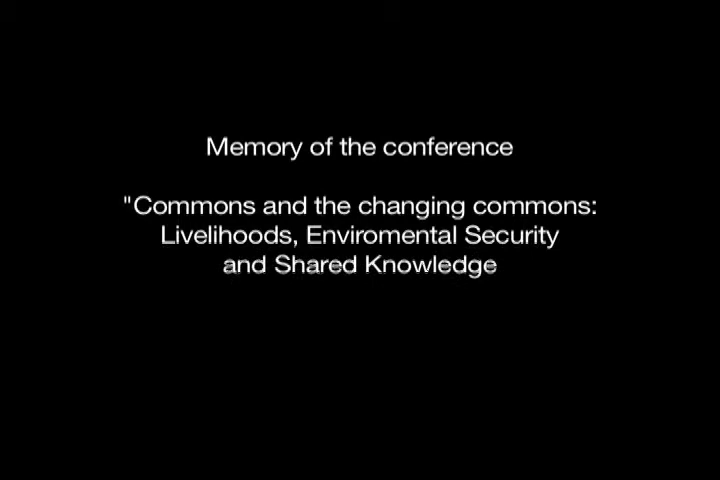 Memory of the conference
"Commons and the changing commons:
Livelihoods, Enviromental Security
and Shared Knowledge